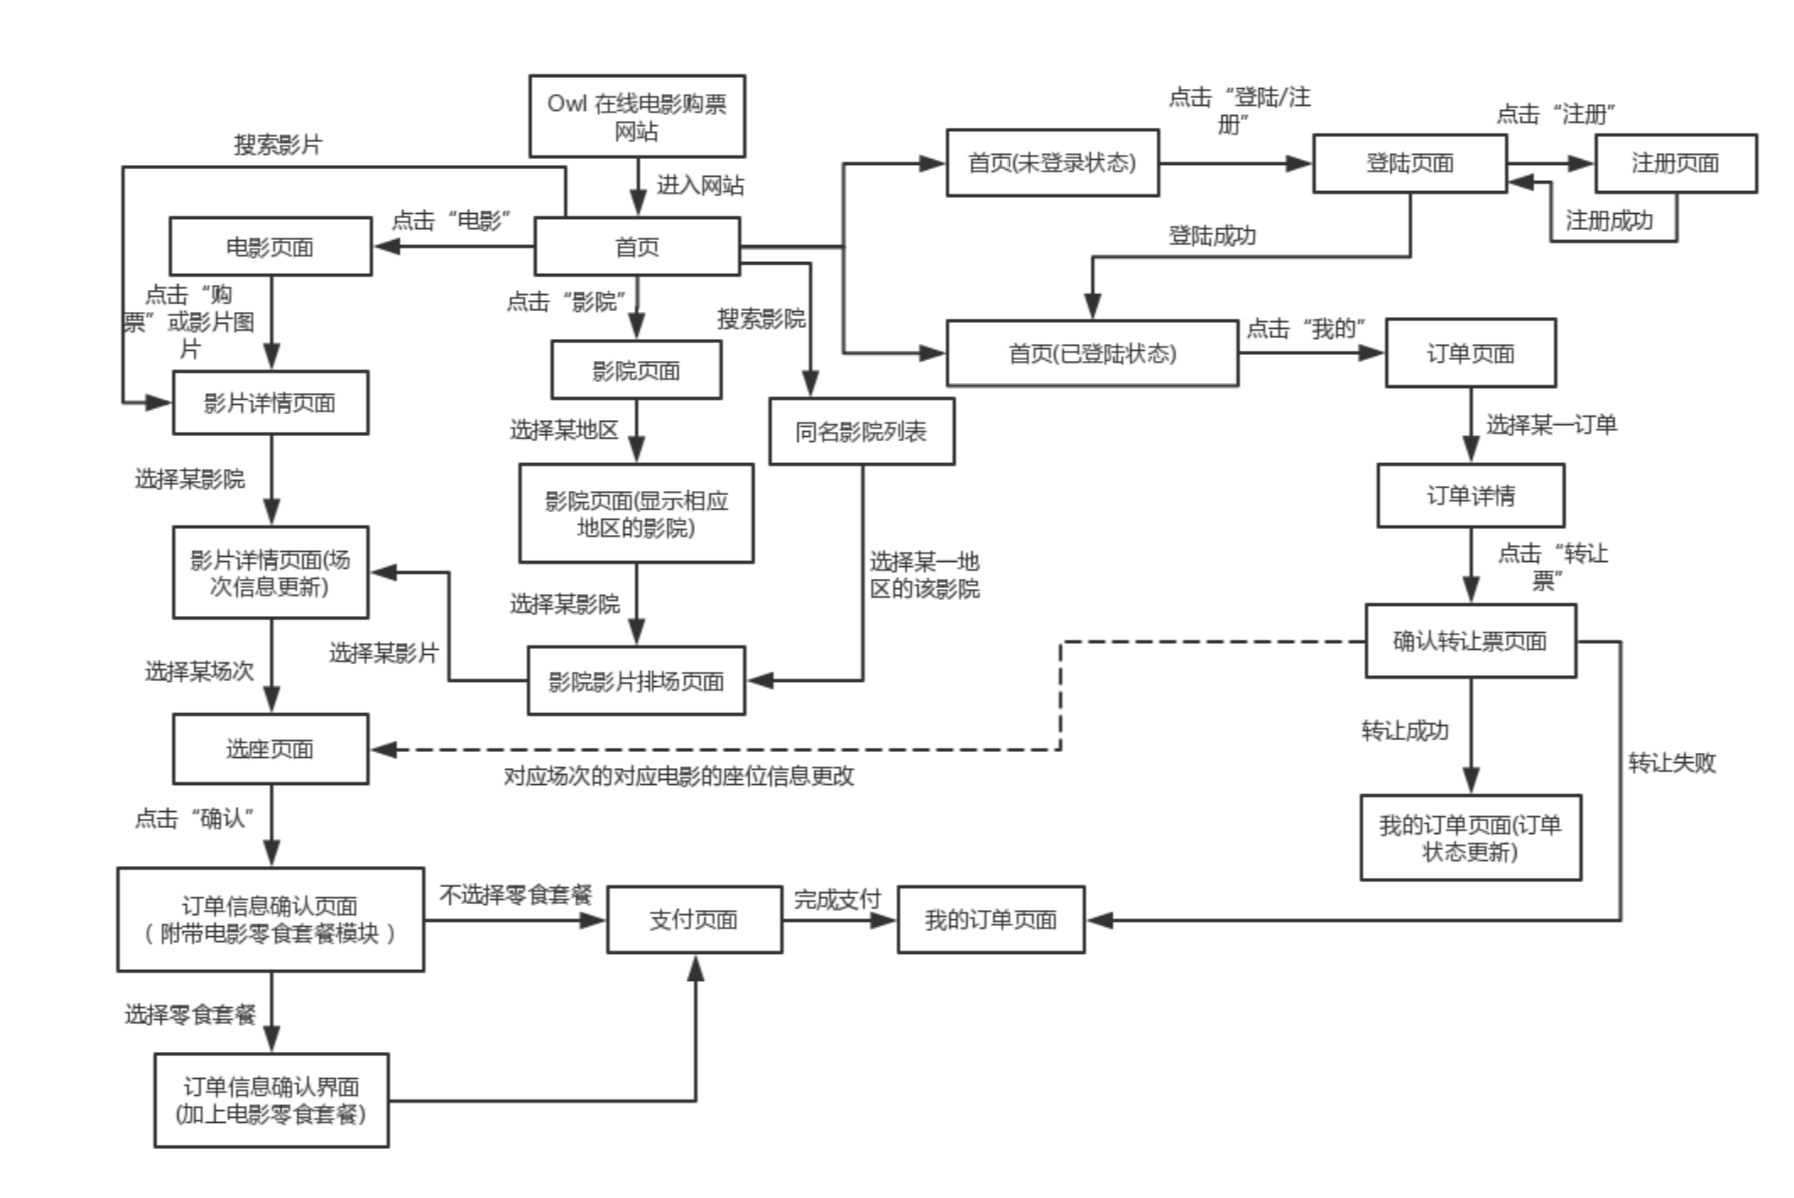 Owl 在线电影购票
网站
搜索影片
进入网站
点击“电影”
电影页面
首页
点击“购
票”或影片图
片
点击“影院”
搜索影院
影院页面
影片详情页面
同名影院列表
选择某地区
选择某影院
影院页面(显示相应
地区的影院)
影片详情页面(场
次信息更新)
选择某影院
选择某一地
区的该影院
选择某影片
影院影片排场页面
选择某场次
选座页面
对应场次的对应电影的座位信息更改
点击“确认”
订单信息确认页面
（附带电影零食套餐模块）
不选择零食套餐
支付页面
完成支付
我的订单页面
选择零食套餐
订单信息确认界面
(加上电影零食套餐)
首页(未登录状态)
点击“登陆/注
册”
登陆页面
点击“注册”
注册页面
注册成功
登陆成功
首页(已登陆状态)
点击“我的”
订单页面
选择某一订单
订单详情
点击“转让
票”
确认转让票页面
转让成功
转让失败
我的订单页面(订单
状态更新)